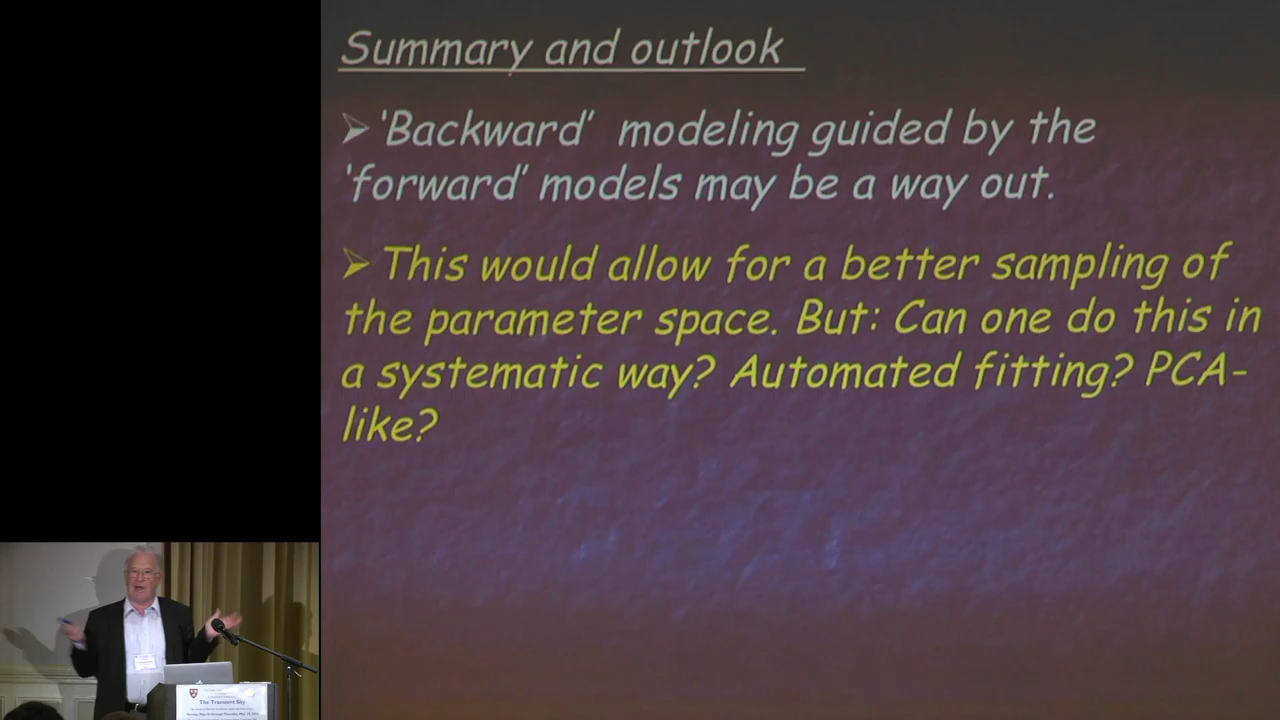 Summary and outlook
➢ 'Backward' modeling guided by the
'forward' models may be a way out.
➢ This would allow for a better sampling of
the parameter space. But: Can one do this in
a systematic way? Automated fitting? PCA-
like?
The Transient Sky